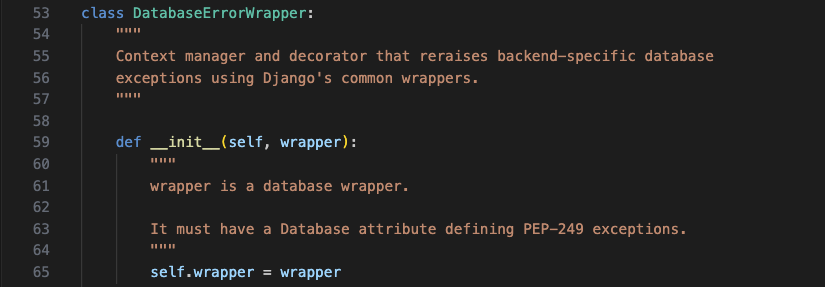 53 class DatabaseErrorWrapper:
54     """
55     Context manager and decorator that reraises backend-specific database
56     exceptions using Django's common wrappers.
57     """
58
59     def __init__(self, wrapper):
60         """
61         wrapper is a database wrapper.
62
63         It must have a Database attribute defining PEP-249 exceptions.
64         """
65         self.wrapper = wrapper